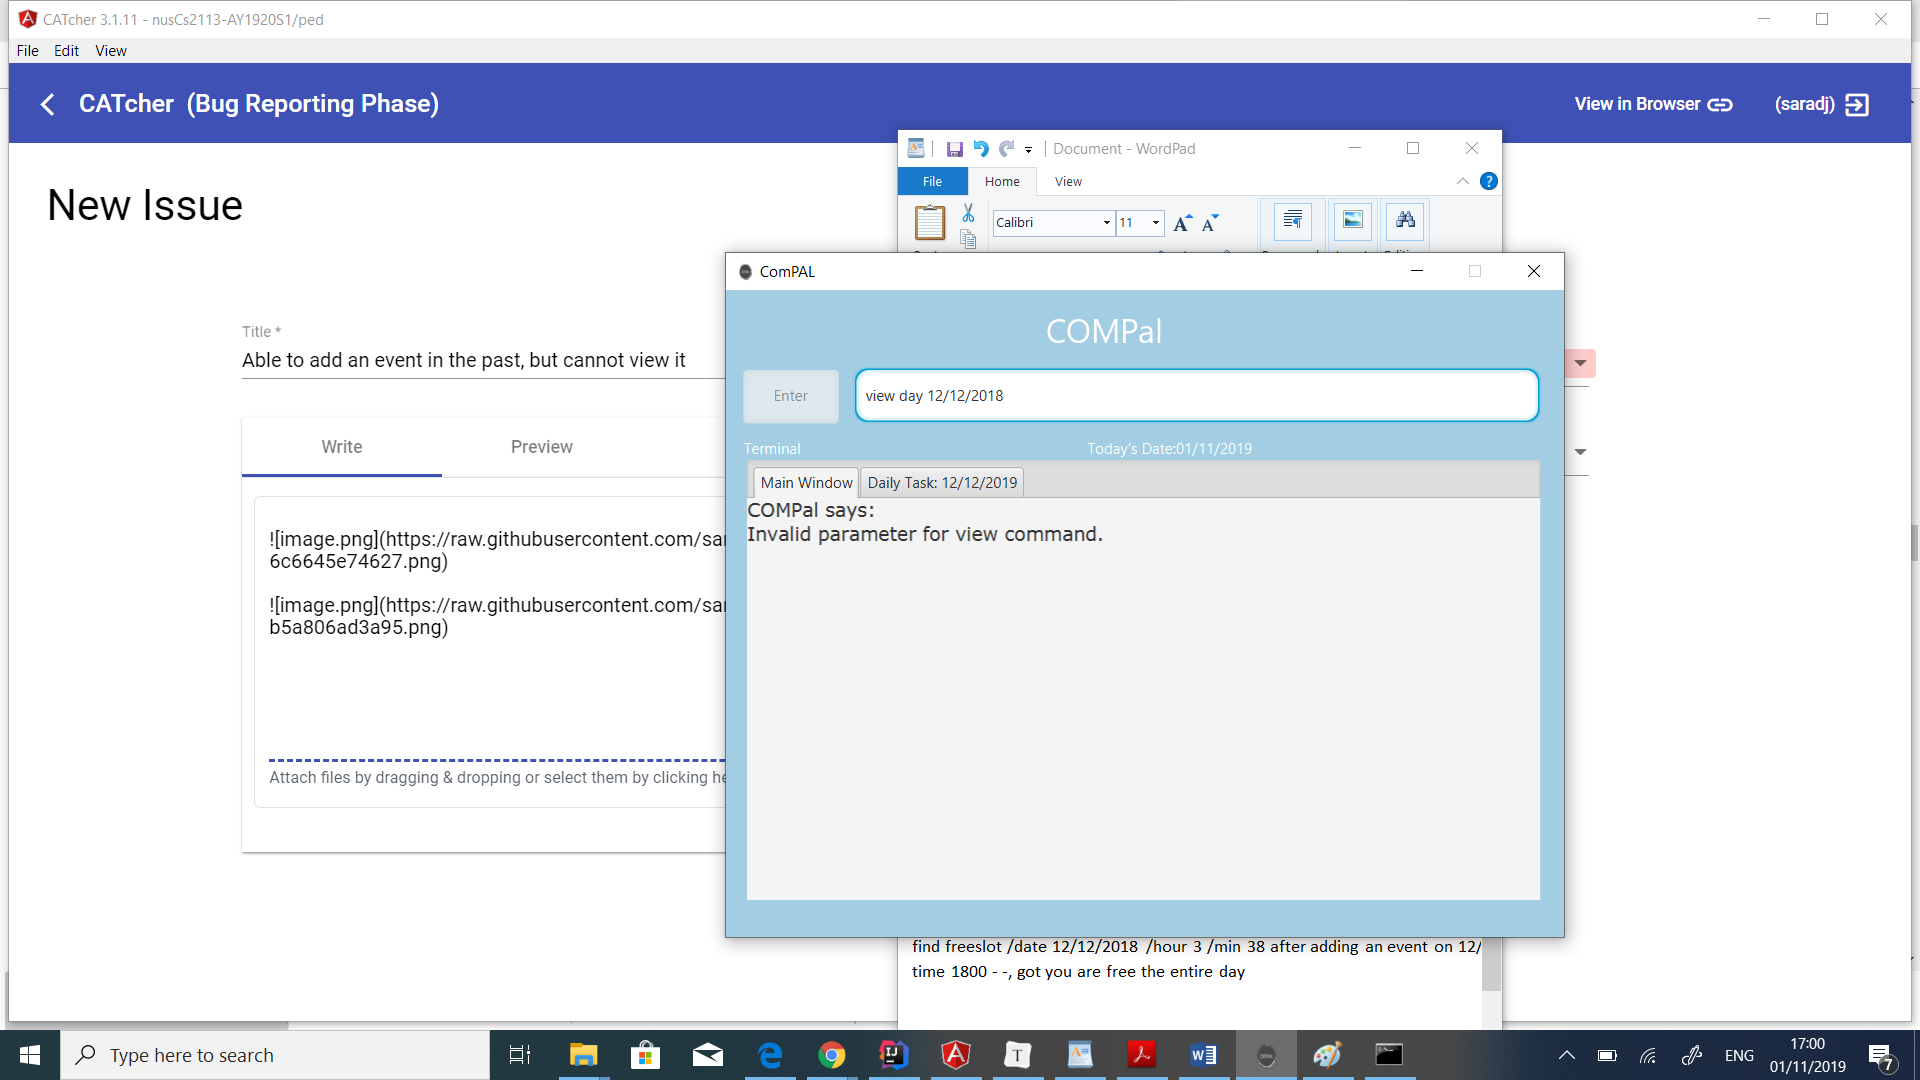 CATcher 3.1.11 - nusCs2113-AY1920S1/ped
File Edit View
CATcher (Bug Reporting Phase)
View in Browser
(saradj)
New Issue
Title *
Able to add an event in the past, but cannot view it
Write
Preview
![image.png](https://raw.githubusercontent.com/sa
6c6645e74627.png)
![image.png](https://raw.githubusercontent.com/sa
b5a806ad3a95.png)
Attach files by dragging & dropping or select them by clicking he
Document - WordPad
File
Home
View
Calibri
11
ComPAL
COMPal
Enter
view day 12/12/2018
Terminal
Today's Date:01/11/2019
Main Window
Daily Task: 12/12/2019
COMPal says:
Invalid parameter for view command.
find freeslot /date 12/12/2018 /hour 3 /min 38 after adding an event on 12/
time 1800 - -, got you are free the entire day
Type here to search
ENG
17:00
01/11/2019
7